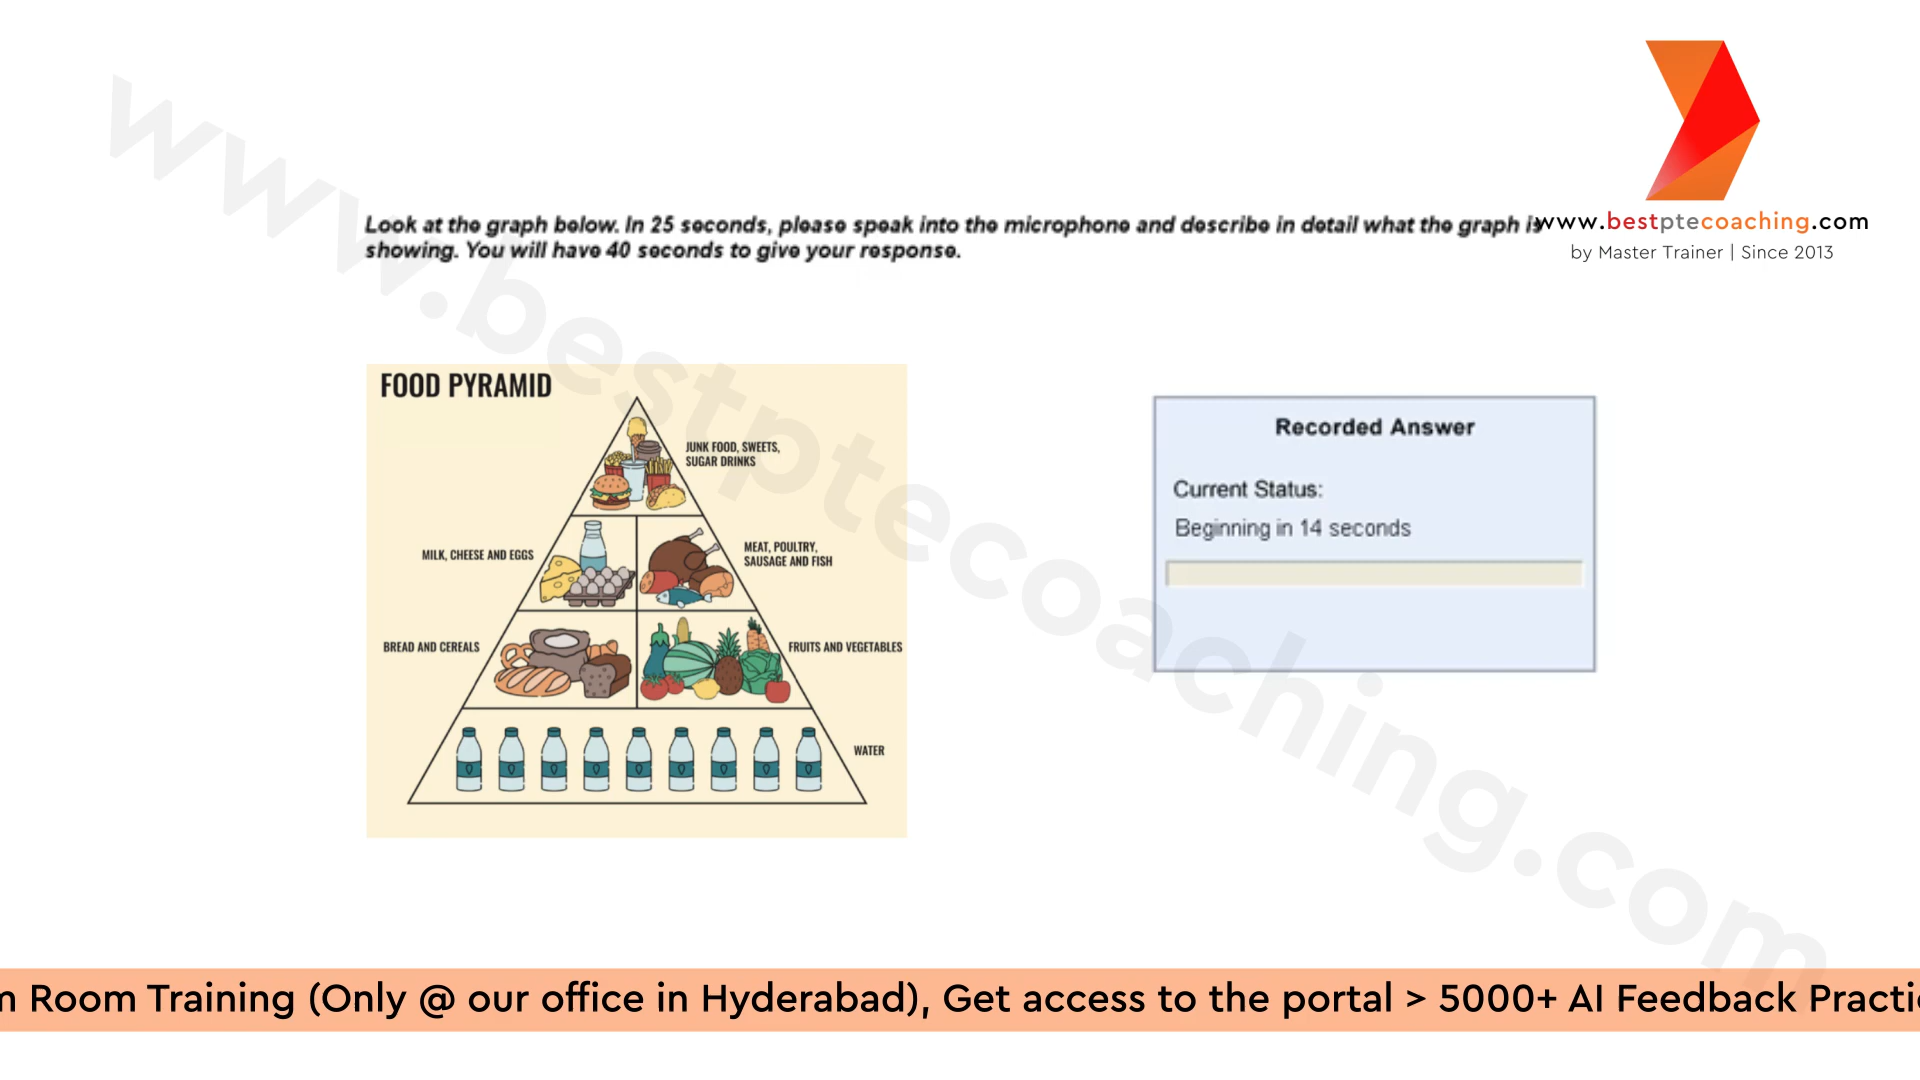 www.bestptecoaching.com
Look at the graph below. In 25 seconds, please speak into the microphone and describe in detail what the graph is
showing. You will have 40 seconds to give your response.
www.bestptecoaching.com
by Master Trainer | Since 2013
FOOD PYRAMID
JUNK FOOD, SWEETS,
SUGAR DRINKS
MILK, CHEESE AND EGGS
MEAT, POULTRY,
SAUSAGE AND FISH
BREAD AND CEREALS
FRUITS AND VEGETABLES
WATER
Recorded Answer
Current Status:
Beginning in 14 seconds
m Room Training (Only @ our office in Hyderabad), Get access to the portal > 5000+ AI Feedback Practic